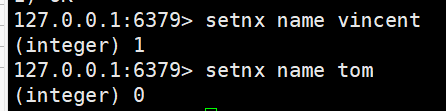 127.0.0.1:6379> setnx name vincent
(integer) 1
127.0.0.1:6379> setnx name tom
(integer) 0